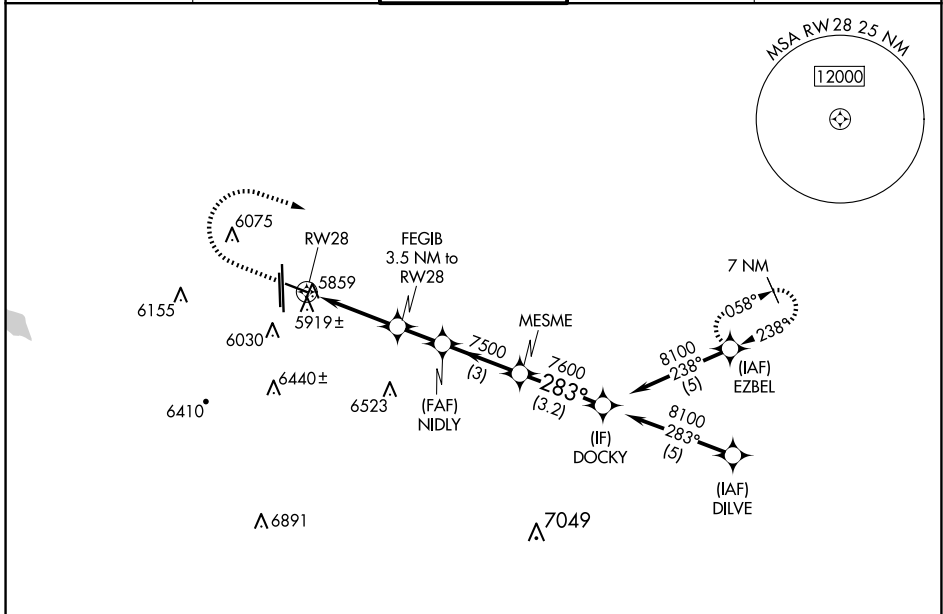 MSA RW28 25 NM
12000
6075
RW28
FEGIB
3.5 NM to
RW28
7 NM
058°
238°
5859
6155
5919±
6030
MESME
7500
(3)
7600
283°
(3.2)
8100
238°
(5)
(IAF)
EZBEL
6440±
6410
6523
(FAF)
NIDLY
(IF)
DOCKY
8100
283°
(5)
(IAF)
DILVE
6891
7049